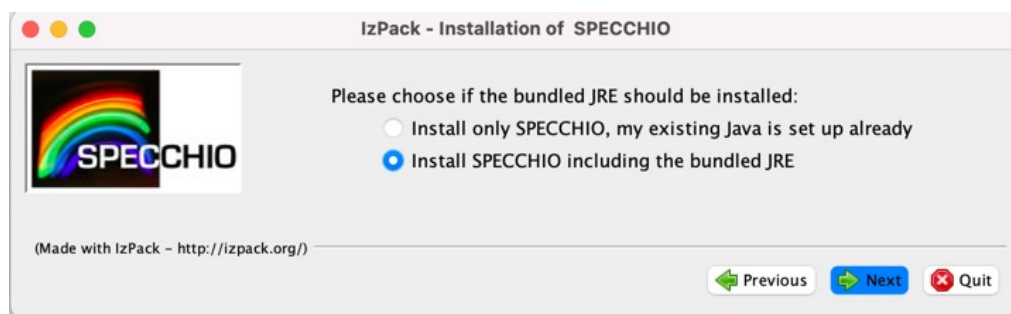 IzPack - Installation of  SPECCHIO
SPECCHIO
Please choose if the bundled JRE should be installed:
Install only SPECCHIO, my existing Java is set up already
Install SPECCHIO including the bundled JRE
(Made with IzPack - http://izpack.org/)
Previous Next Quit